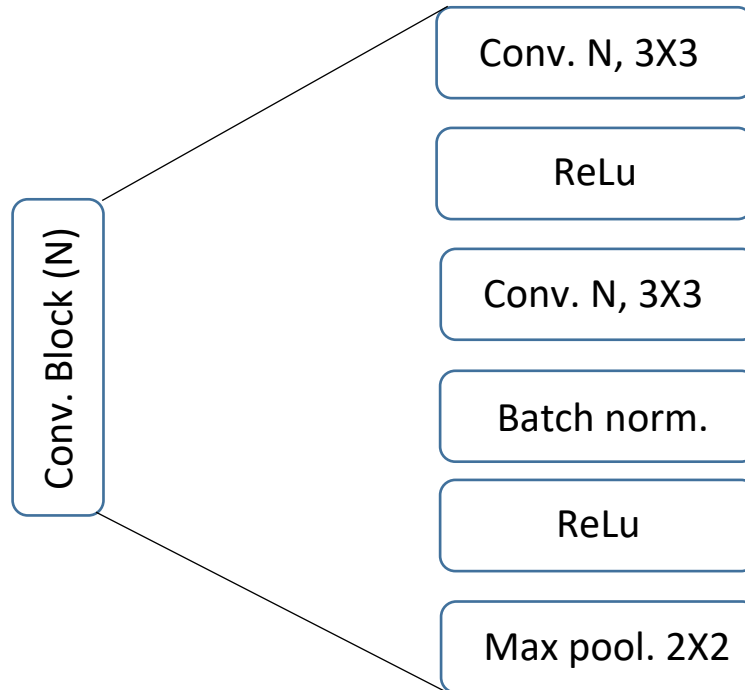 Conv. Block (N)
Conv. N, 3X3
ReLu
Conv. N, 3X3
Batch norm.
ReLu
Max pool. 2X2